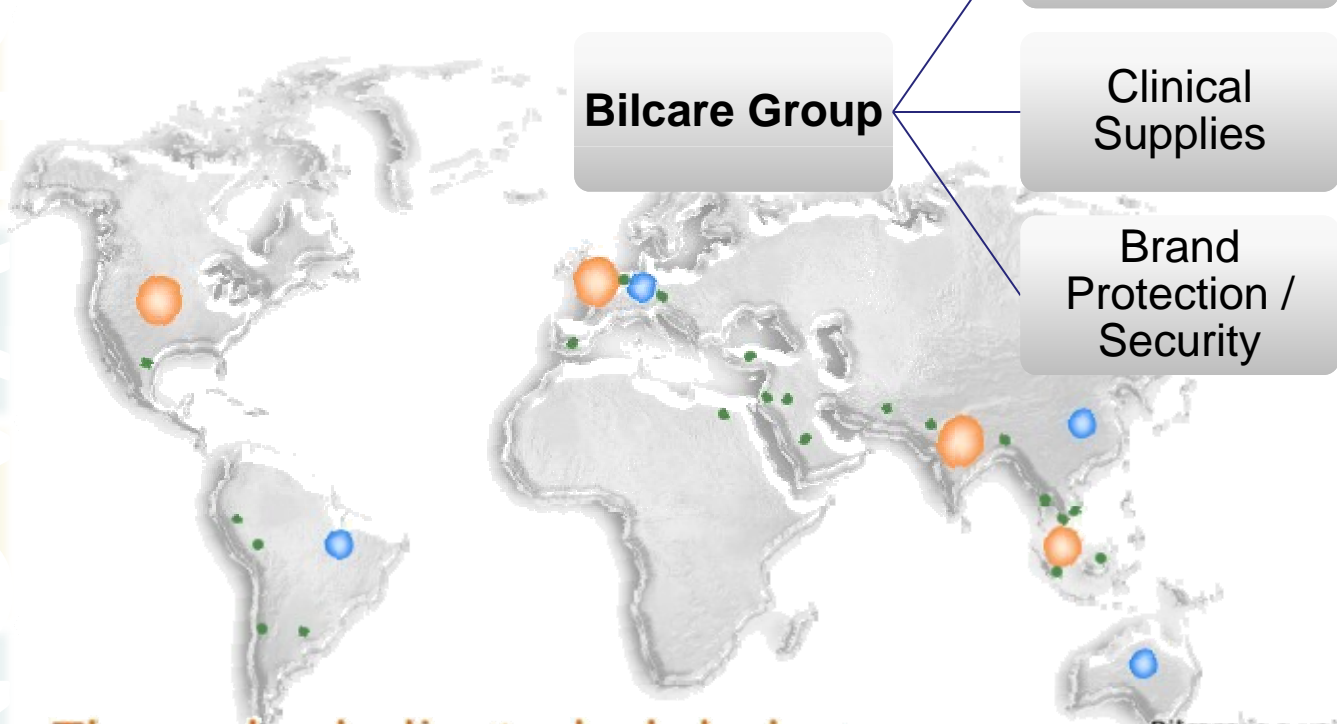 Bilcare Group
Clinical
Supplies
Brand
Protection /
Security